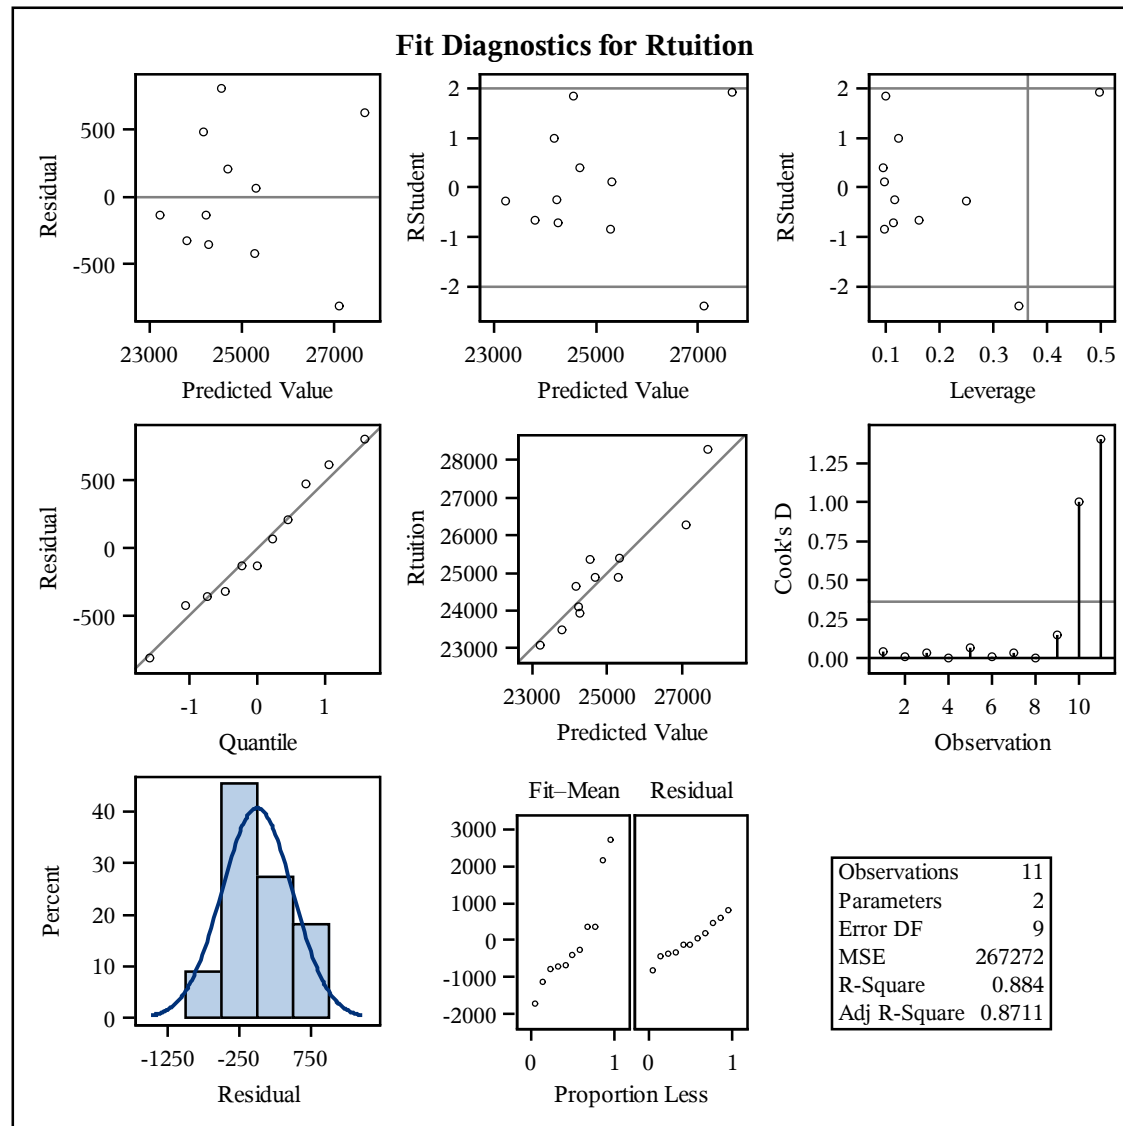 Fit Diagnostics for Rtuition
Residual
500
0
-500
23000 25000 27000
Predicted Value
RStudent
2
1
0
-1
-2
23000 25000 27000
Predicted Value
RStudent
2
1
0
-1
-2
0.1 0.2 0.3 0.4 0.5
Leverage
Residual
500
0
-500
-1 0 1
Quantile
Rtuition
28000
27000
26000
25000
24000
23000
23000 25000 27000
Predicted Value
Cook's D
1.25
1.00
0.75
0.50
0.25
0.00
2 4 6 8 10
Observation
Percent
40
30
20
10
0
-1250 -250 750
Residual
Fit–Mean Residual
3000
2000
1000
0
-1000
-2000
0 1 0 1
Proportion Less
Observations 11
Parameters 2
Error DF 9
MSE 267272
R-Square 0.884
Adj R-Square 0.8711